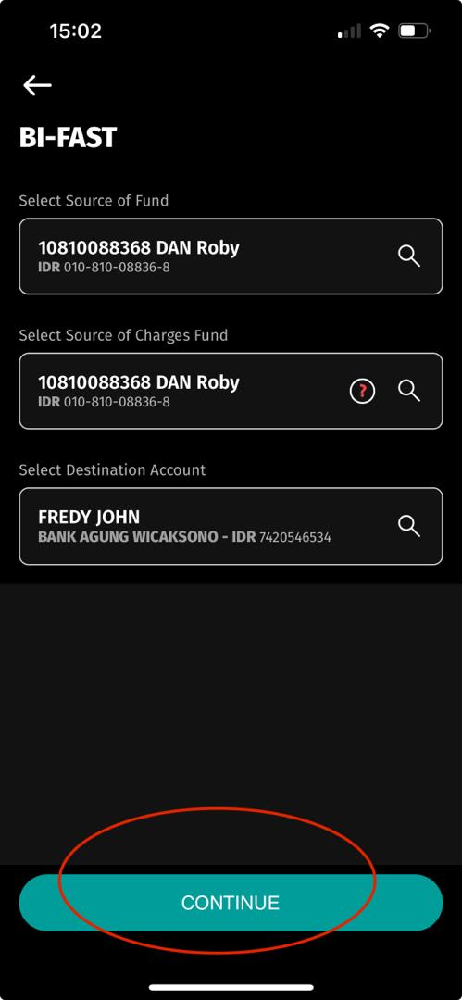 15:02
BI-FAST
Select Source of Fund
10810088368 DAN Roby
IDR 010-810-08836-8
Select Source of Charges Fund
10810088368 DAN Roby
IDR 010-810-08836-8
?
Select Destination Account
FREDY JOHN
BANK AGUNG WICAKSONO - IDR 7420546534
CONTINUE